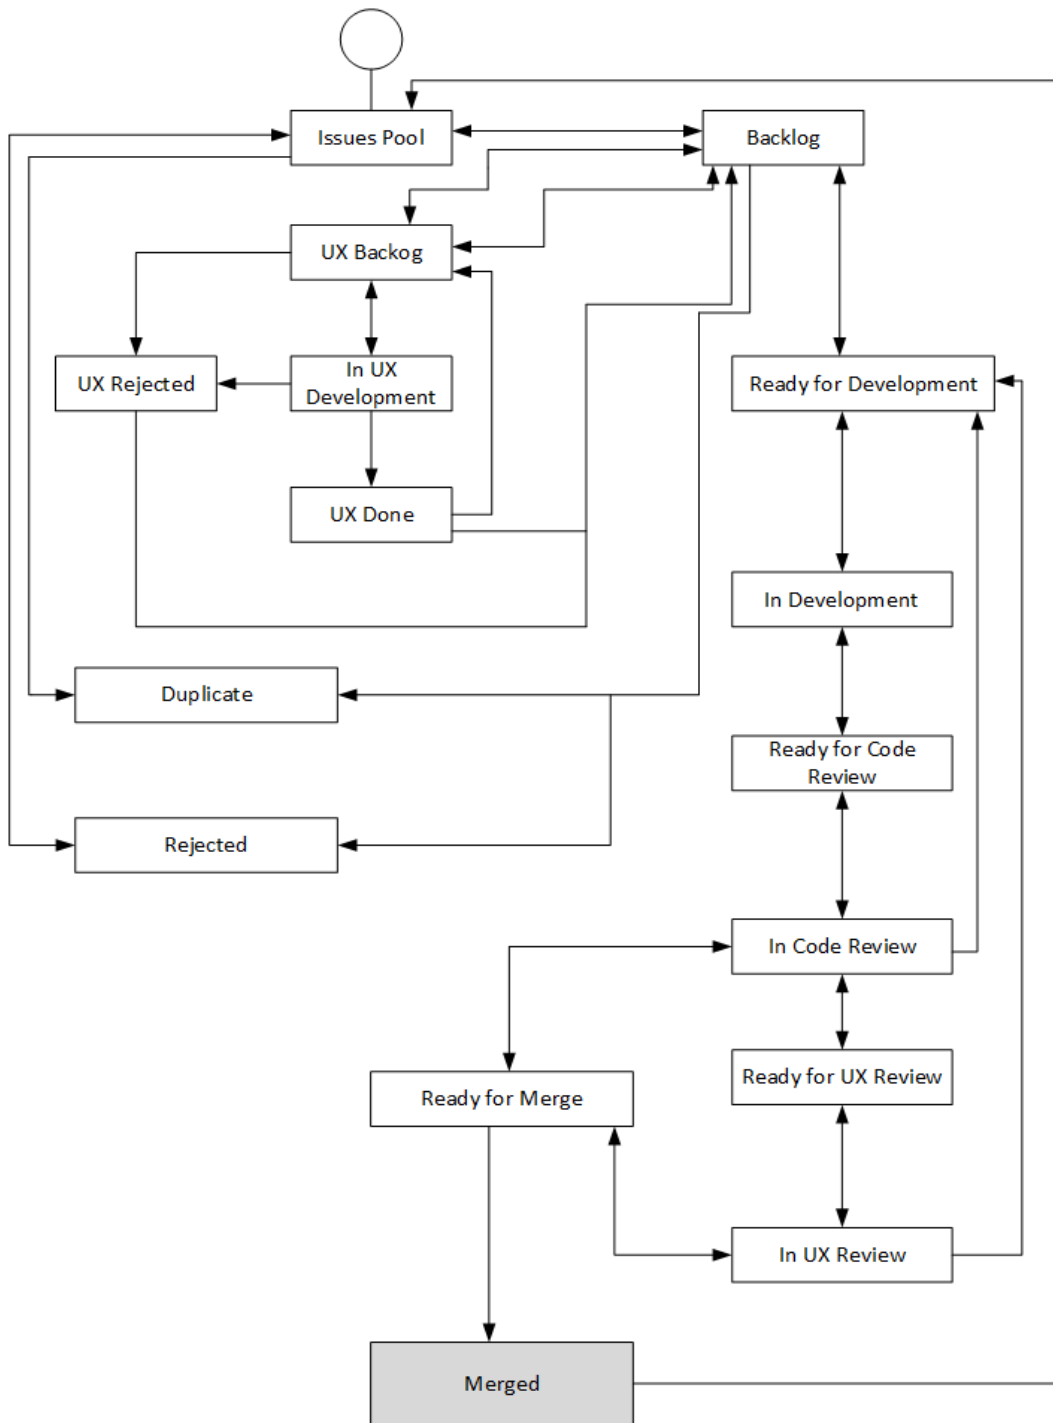 Issues Pool
Backlog
UX Backog
UX Rejected
In UX
Development
Ready for Development
UX Done
In Development
Duplicate
Ready for Code
Review
Rejected
In Code Review
Ready for UX Review
Ready for Merge
In UX Review
Merged